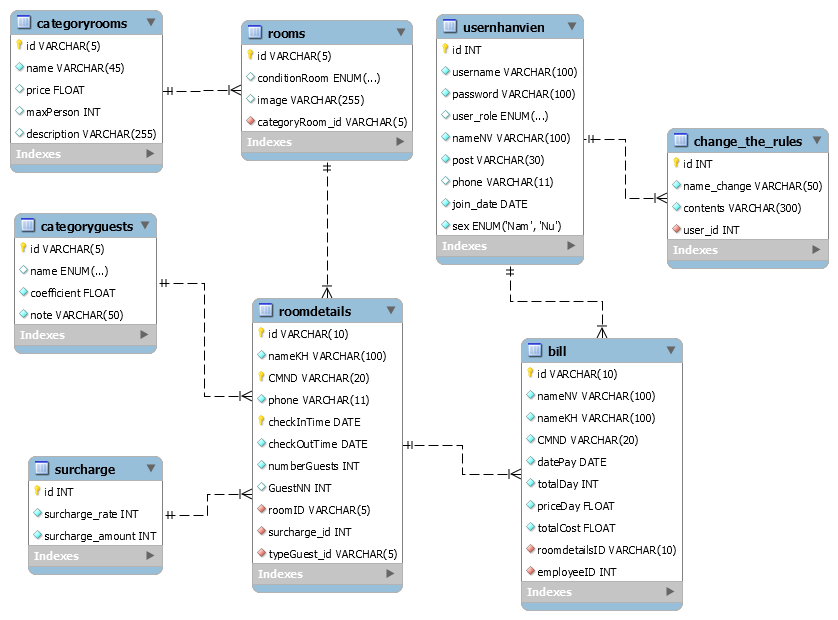 categoryrooms
id VARCHAR(5)
name VARCHAR(45)
price FLOAT
maxPerson INT
description VARCHAR(255)
Indexes
rooms
id VARCHAR(5)
conditionRoom ENUM(...)
image VARCHAR(255)
categoryRoom_id VARCHAR(5)
Indexes
usernhanvien
id INT
username VARCHAR(100)
password VARCHAR(100)
user_role ENUM(...)
nameNV VARCHAR(100)
post VARCHAR(30)
phone VARCHAR(11)
join_date DATE
sex ENUM('Nam', 'Nu')
Indexes
change_the_rules
id INT
name_change VARCHAR(50)
contents VARCHAR(300)
user_id INT
Indexes
categoryguests
id VARCHAR(5)
name ENUM(...)
coefficient FLOAT
note VARCHAR(50)
Indexes
roomdetails
id VARCHAR(10)
nameKH VARCHAR(100)
CMND VARCHAR(20)
phone VARCHAR(11)
checkInTime DATE
checkOutTime DATE
numberGuests INT
GuestNN INT
roomID VARCHAR(5)
surcharge_id INT
typeGuest_id VARCHAR(5)
Indexes
bill
id VARCHAR(10)
nameNV VARCHAR(100)
nameKH VARCHAR(100)
CMND VARCHAR(20)
datePay DATE
totalDay INT
priceDay FLOAT
totalCost FLOAT
roomdetailsID VARCHAR(10)
employeeID INT
Indexes
surcharge
id INT
surcharge_rate INT
surcharge_amount INT
Indexes